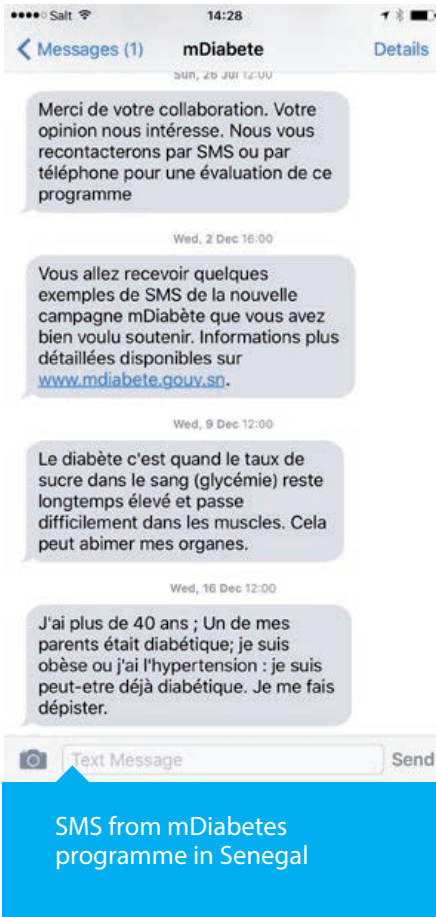 Salt 14:28
Messages (1) mDiabete Details
Sun, 26 Jul 12:00
Merci de votre collaboration. Votre
opinion nous intéresse. Nous vous
recontacterons par SMS ou par
téléphone pour une évaluation de ce
programme
Wed, 2 Dec 16:00
Vous allez recevoir quelques
exemples de SMS de la nouvelle
campagne mDiabète que vous avez
bien voulu soutenir. Informations plus
détaillées disponibles sur
www.mdiabete.gouv.sn.
Wed, 9 Dec 12:00
Le diabète c'est quand le taux de
sucre dans le sang (glycémie) reste
longtemps élevé et passe
difficilement dans les muscles. Cela
peut abimer mes organes.
Wed, 16 Dec 12:00
J'ai plus de 40 ans ; Un de mes
parents était diabétique; je suis
obèse ou j'ai l'hypertension : je suis
peut-etre déjà diabétique. Je me fais
dépister.
Text Message Send
SMS from mDiabetes
programme in Senegal